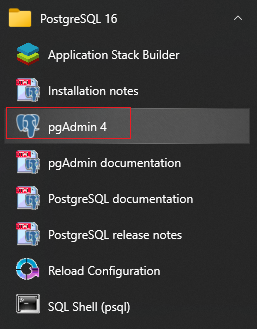 PostgreSQL 16
Application Stack Builder
Installation notes
pgAdmin 4
pgAdmin documentation
PostgreSQL documentation
PostgreSQL release notes
Reload Configuration
SQL Shell (psql)